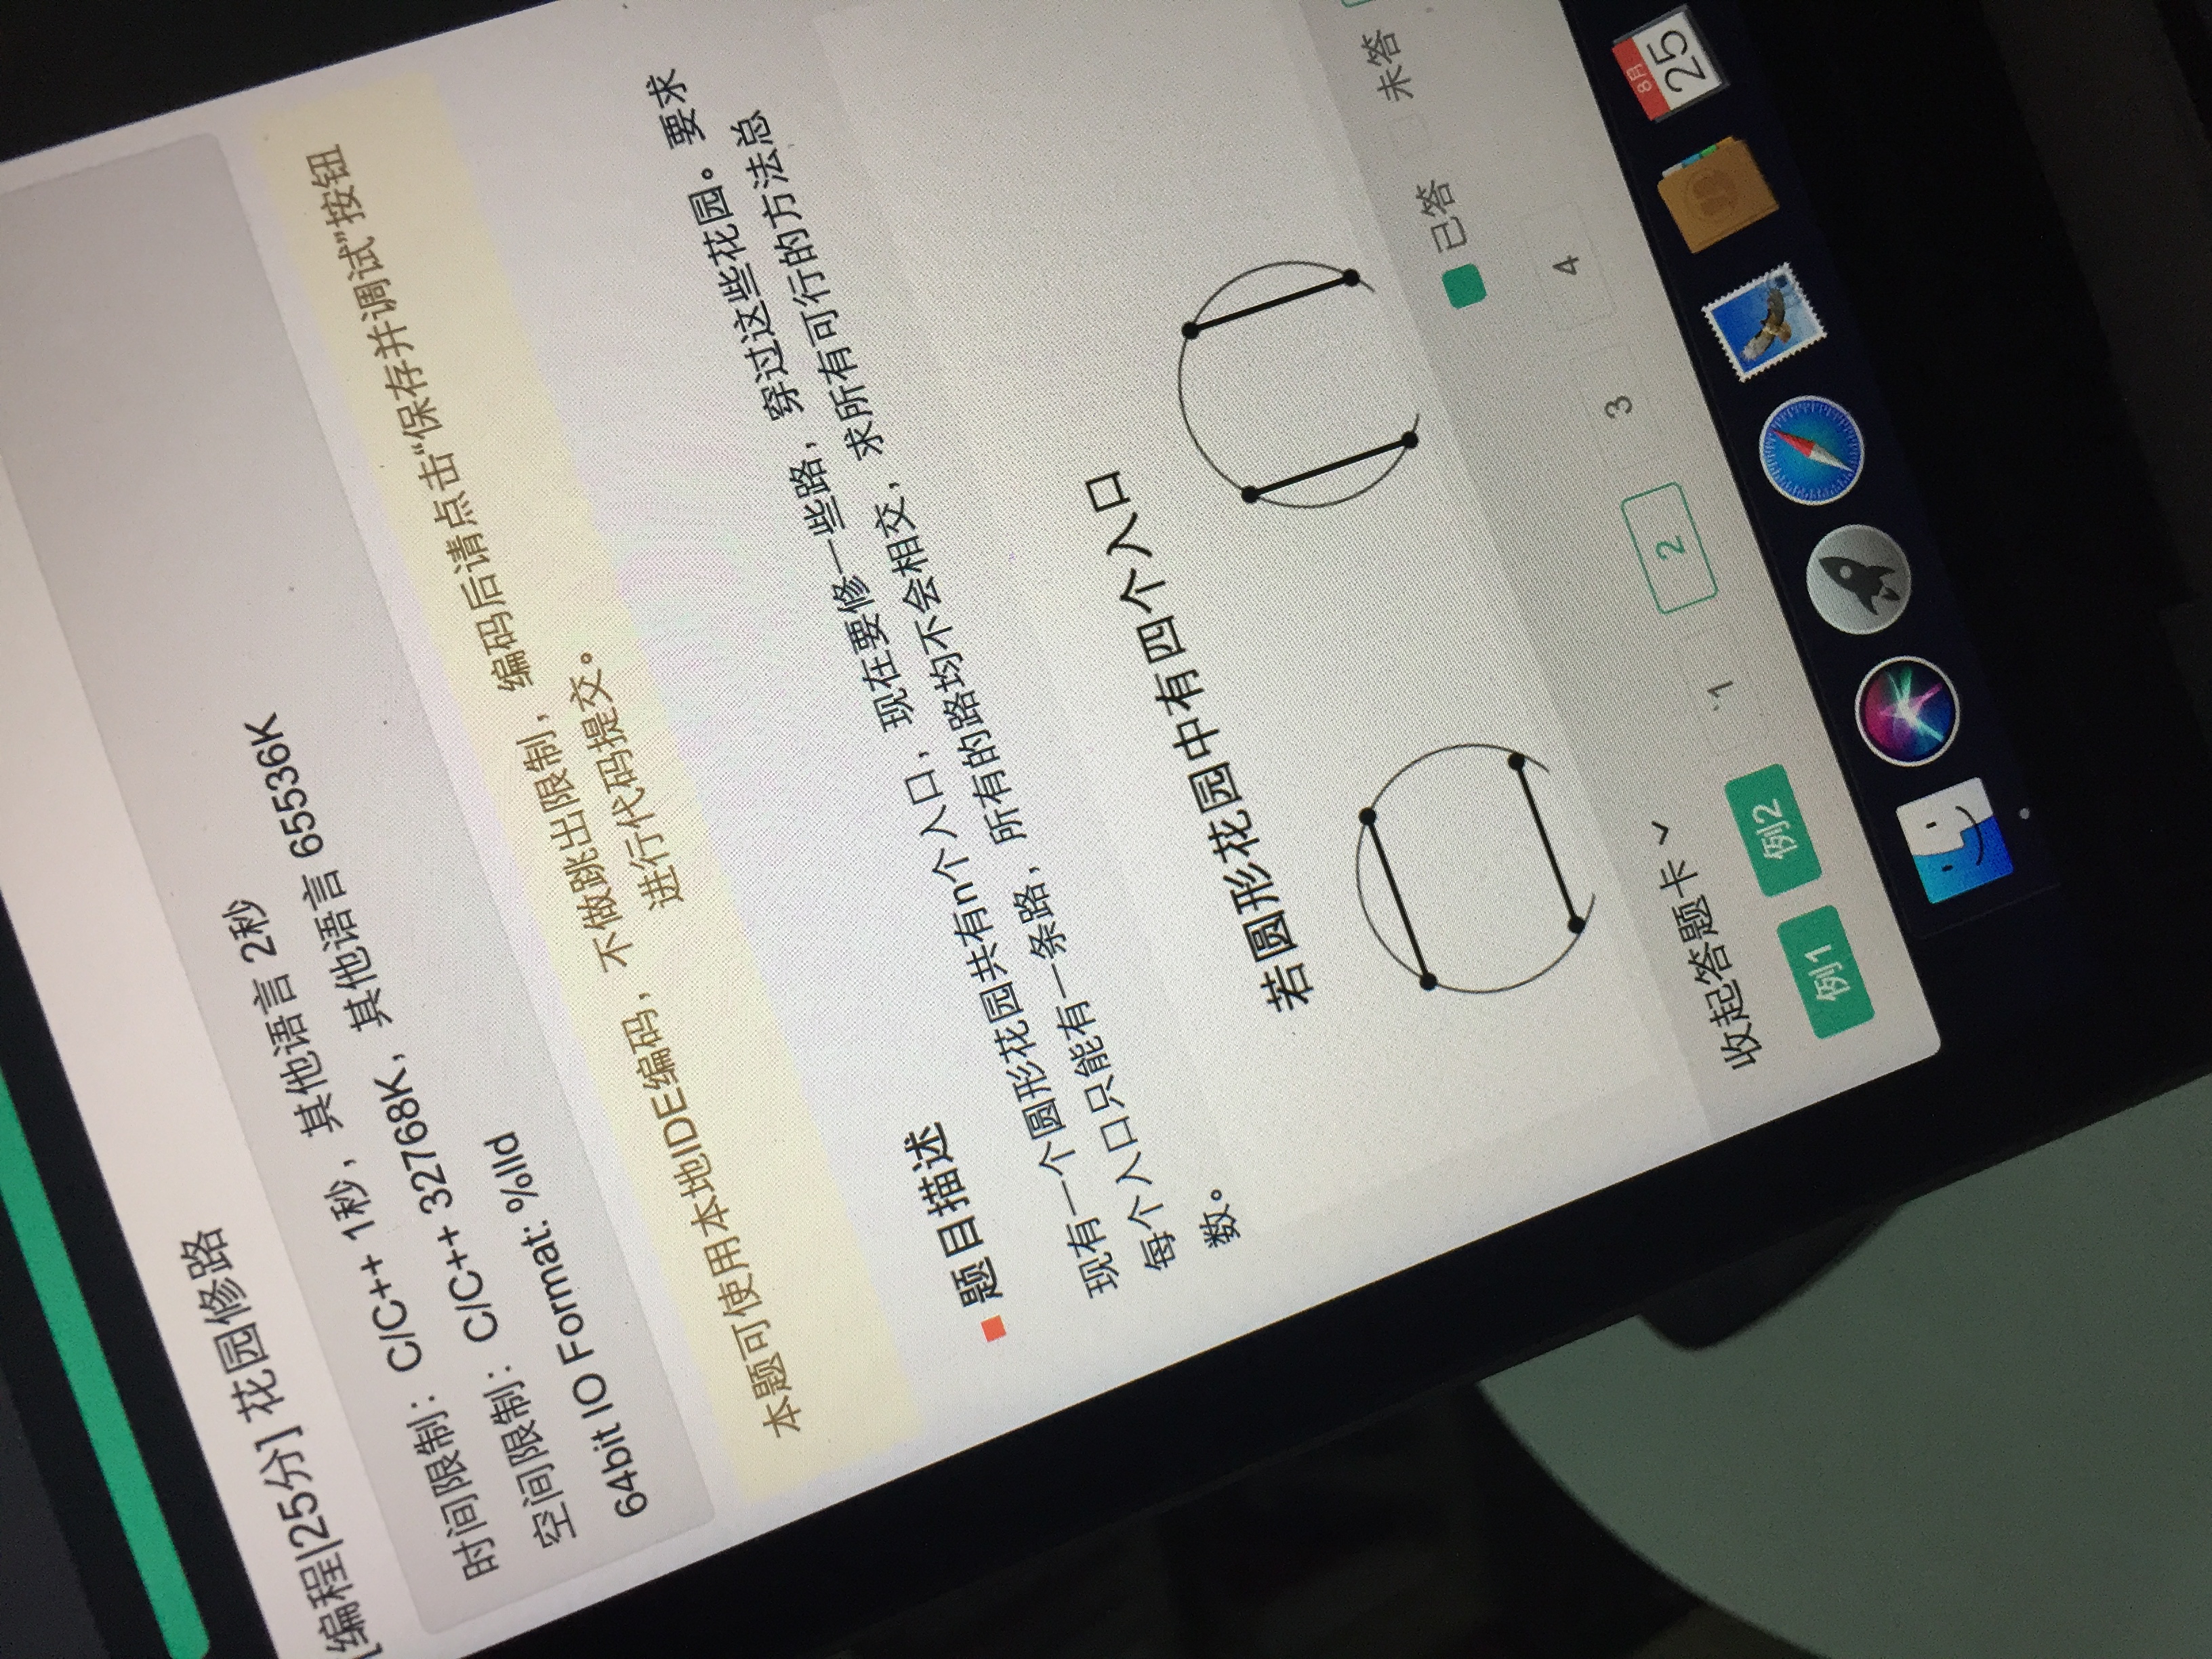 [编程|25分] 花园修路
时间限制：C/C++ 1秒，其他语言 2秒
空间限制：C/C++ 32768K，其他语言 65536K
64bit IO Format: %lld
本题可使用本地IDE编码，不做跳出限制，编码后请点击“保存并调试”按钮
进行代码提交。
题目描述
现有一个圆形花园共有n个入口，现在要修一些路，穿过这些花园。要求
每个入口只能有一条路，所有的路均不会相交，求所有可行的方法总
数。
若圆形花园中有四个入口
已答 未答
收起答题卡
例1 例2 1 2 3 4
8月
25